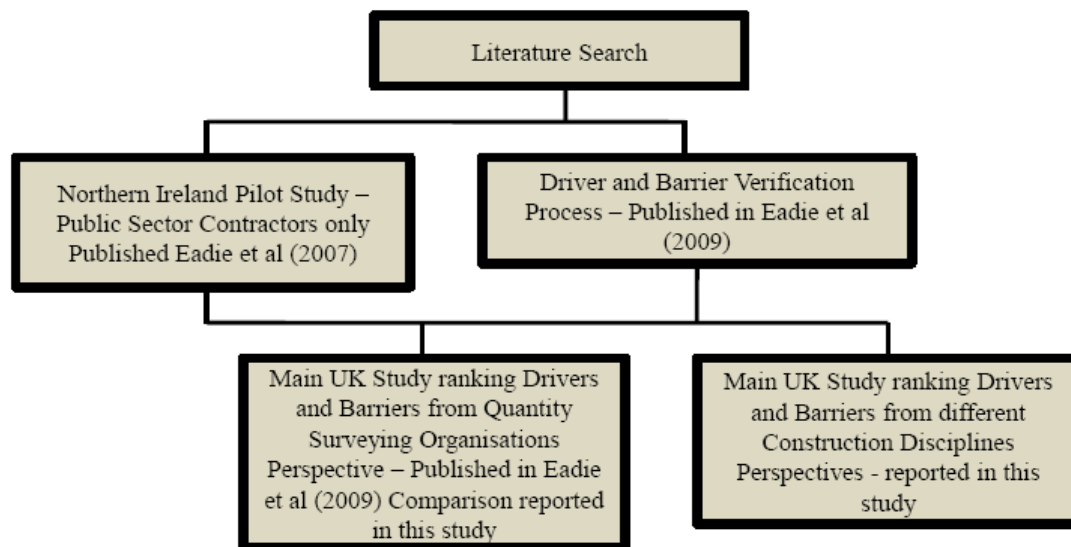 Literature Search
Northern Ireland Pilot Study –
Public Sector Contractors only
Published Eadie et al (2007)
Driver and Barrier Verification
Process – Published in Eadie et al
(2009)
Main UK Study ranking Drivers
and Barriers from Quantity
Surveying Organisations
Perspective – Published in Eadie
et al (2009) Comparison reported
in this study
Main UK Study ranking Drivers
and Barriers from different
Construction Disciplines
Perspectives - reported in this
study